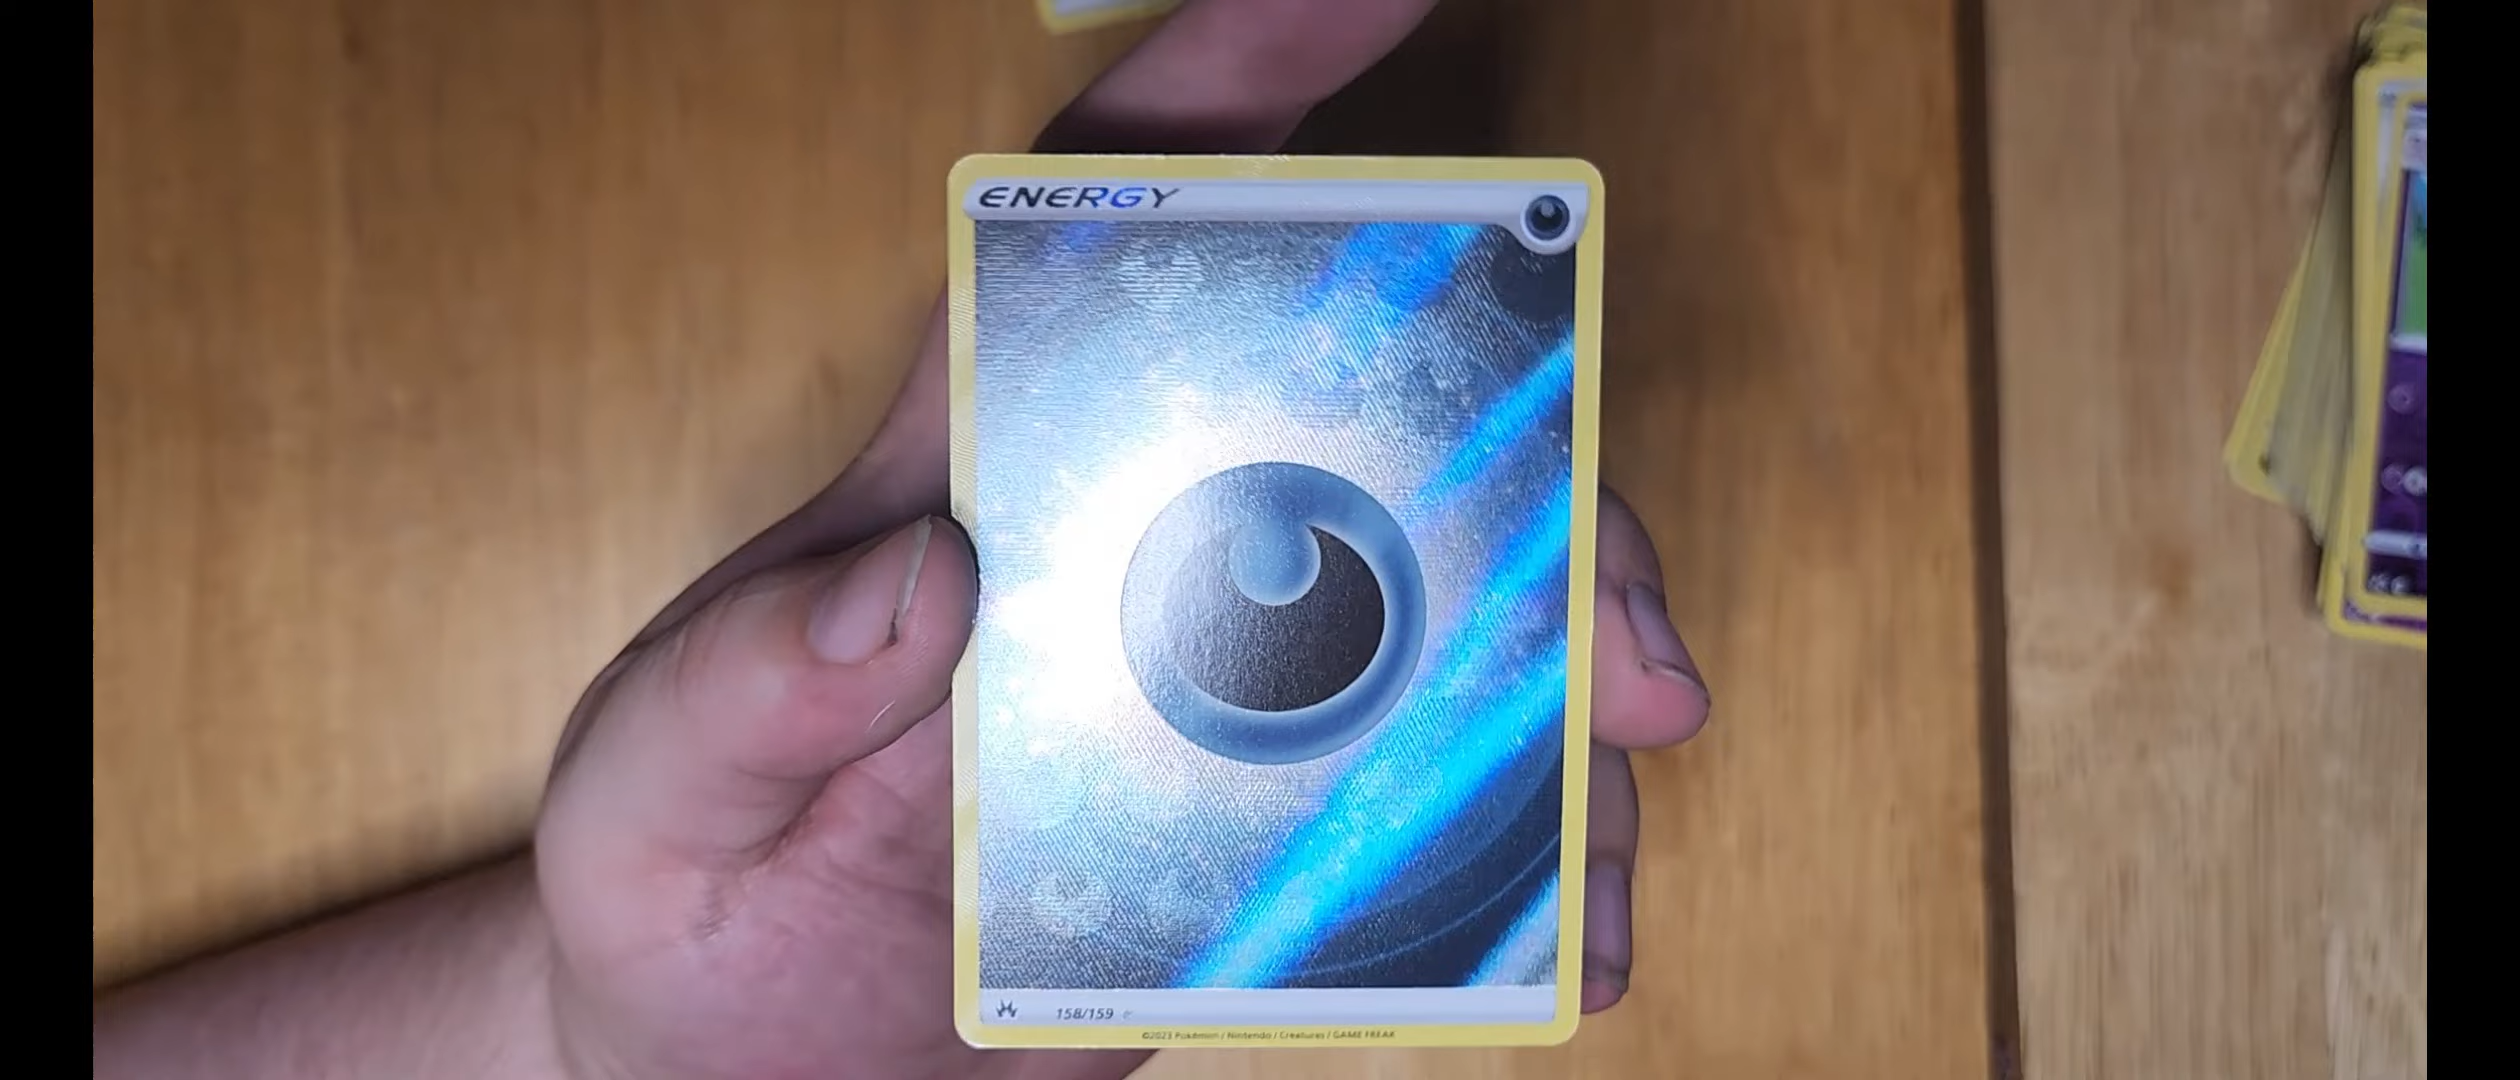 ENERGY
158/159
©2023 Pokémon / Nintendo / Creatures / GAME FREAK